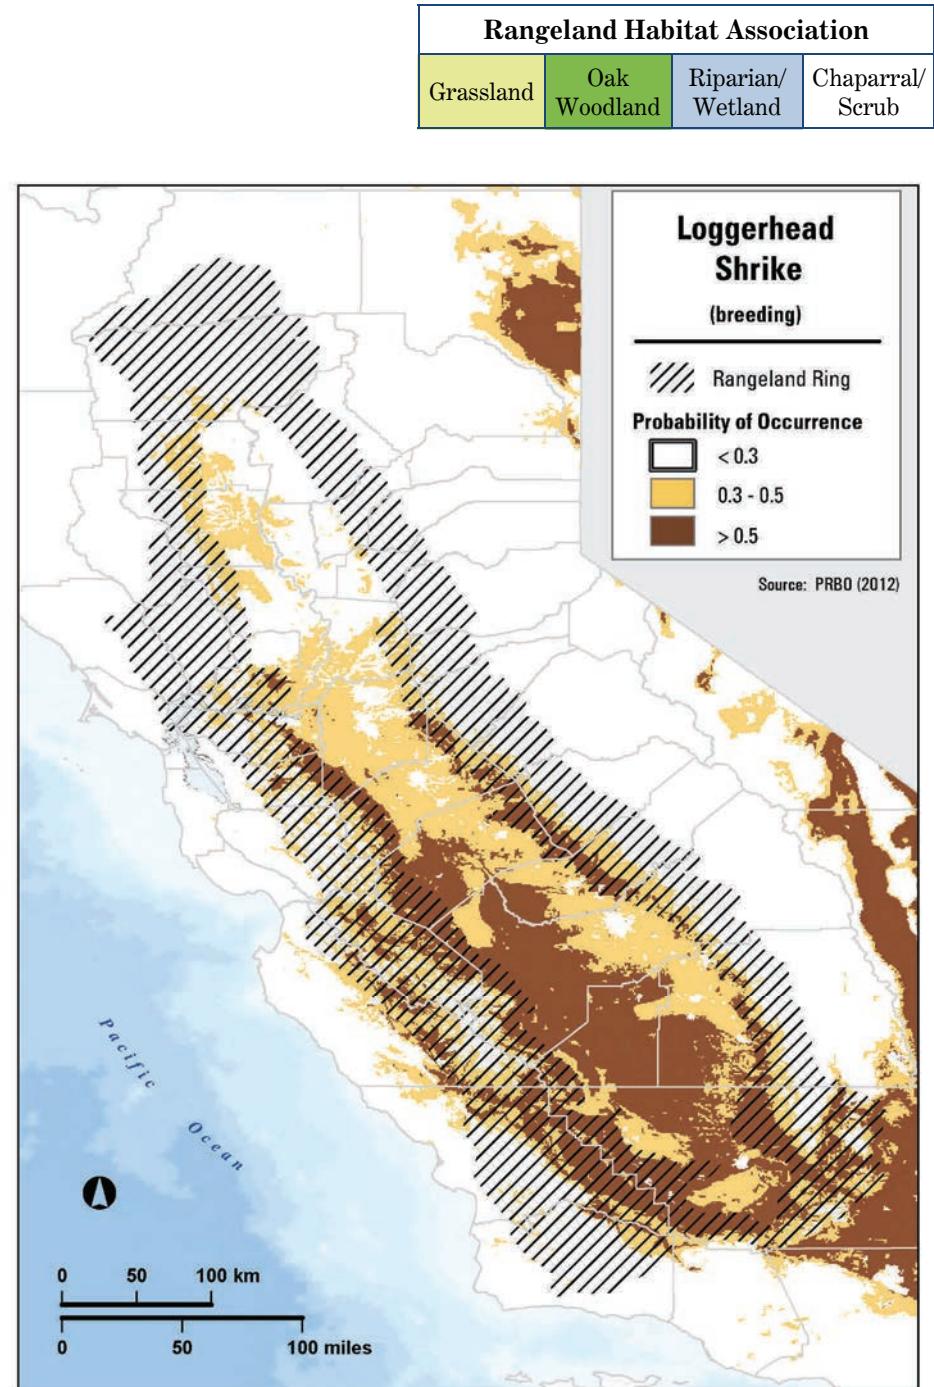 Rangeland Habitat Association
Grassland
Oak
Woodland
Riparian/
Wetland
Chaparral/
Scrub
Loggerhead
Shrike
(breeding)
Rangeland Ring
Probability of Occurrence
< 0.3
0.3 - 0.5
> 0.5
Source: PRBO (2012)
Pacific
Ocean
0 50 100 km
0 50 100 miles